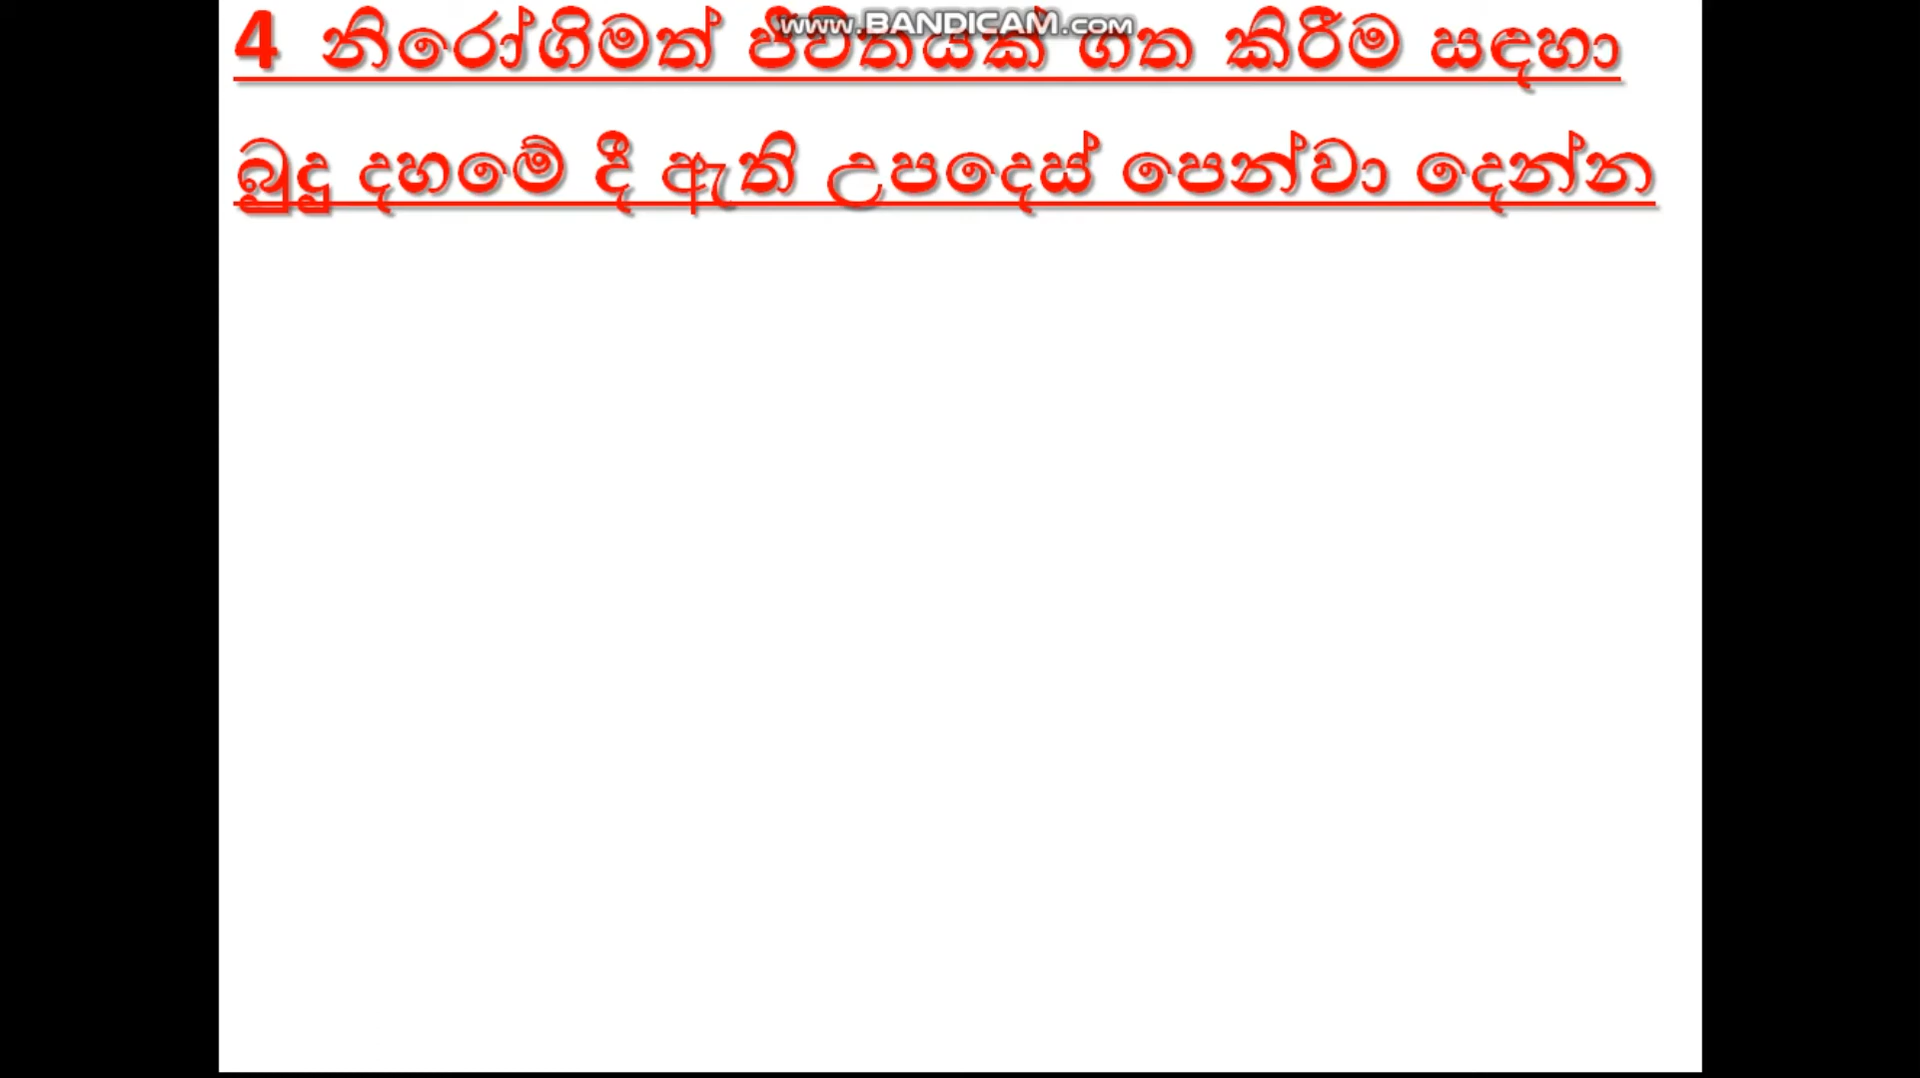 www.BANDICAM.com
4 නිරෝගිමත් ජීවිතයක් ගත කිරීම සඳහා
බුදු දහමේ දී ඇති උපදෙස් පෙන්වා දෙන්න